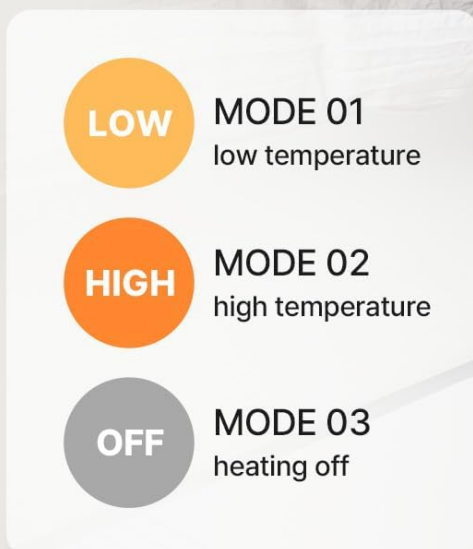 LOW
MODE 01
low temperature
HIGH
MODE 02
high temperature
OFF
MODE 03
heating off